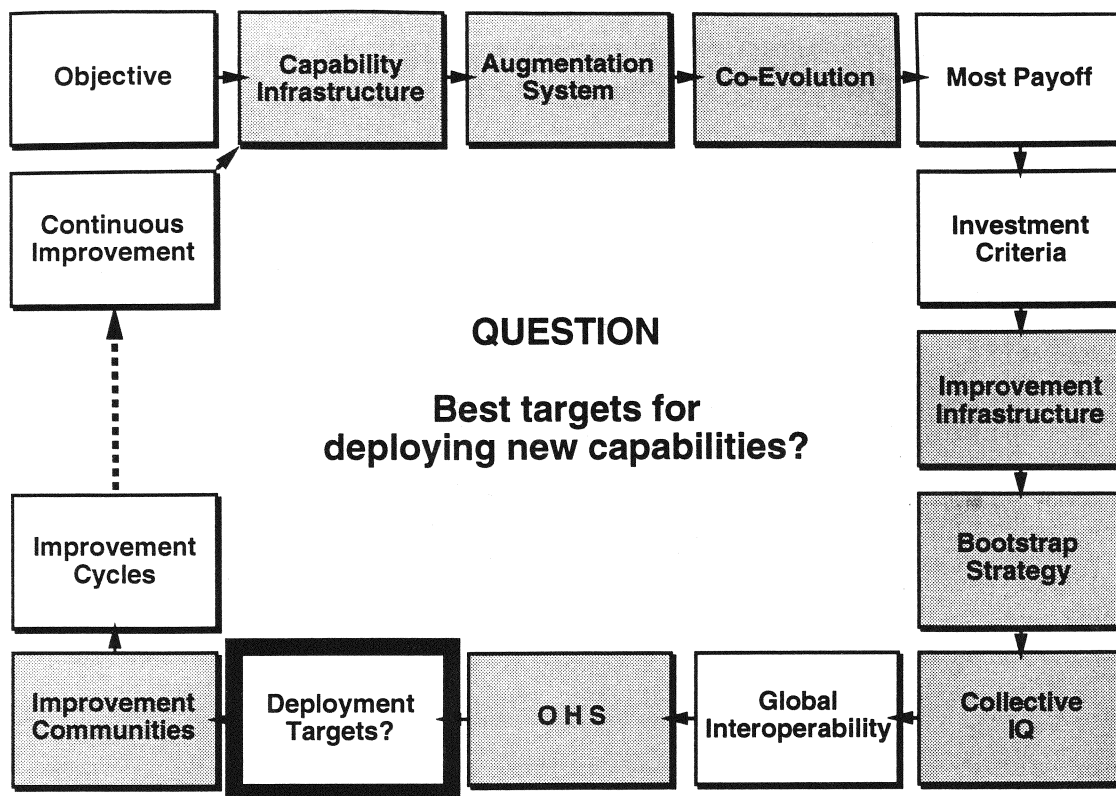 Objective
Capability
Infrastructure
Augmentation
System
Co-Evolution
Most Payoff
Continuous
Improvement
Investment
Criteria
QUESTION
Best targets for
deploying new capabilities?
Improvement
Infrastructure
Improvement
Cycles
Bootstrap
Strategy
Improvement
Communities
Deployment
Targets?
O H S
Global
Interoperability
Collective
IQ